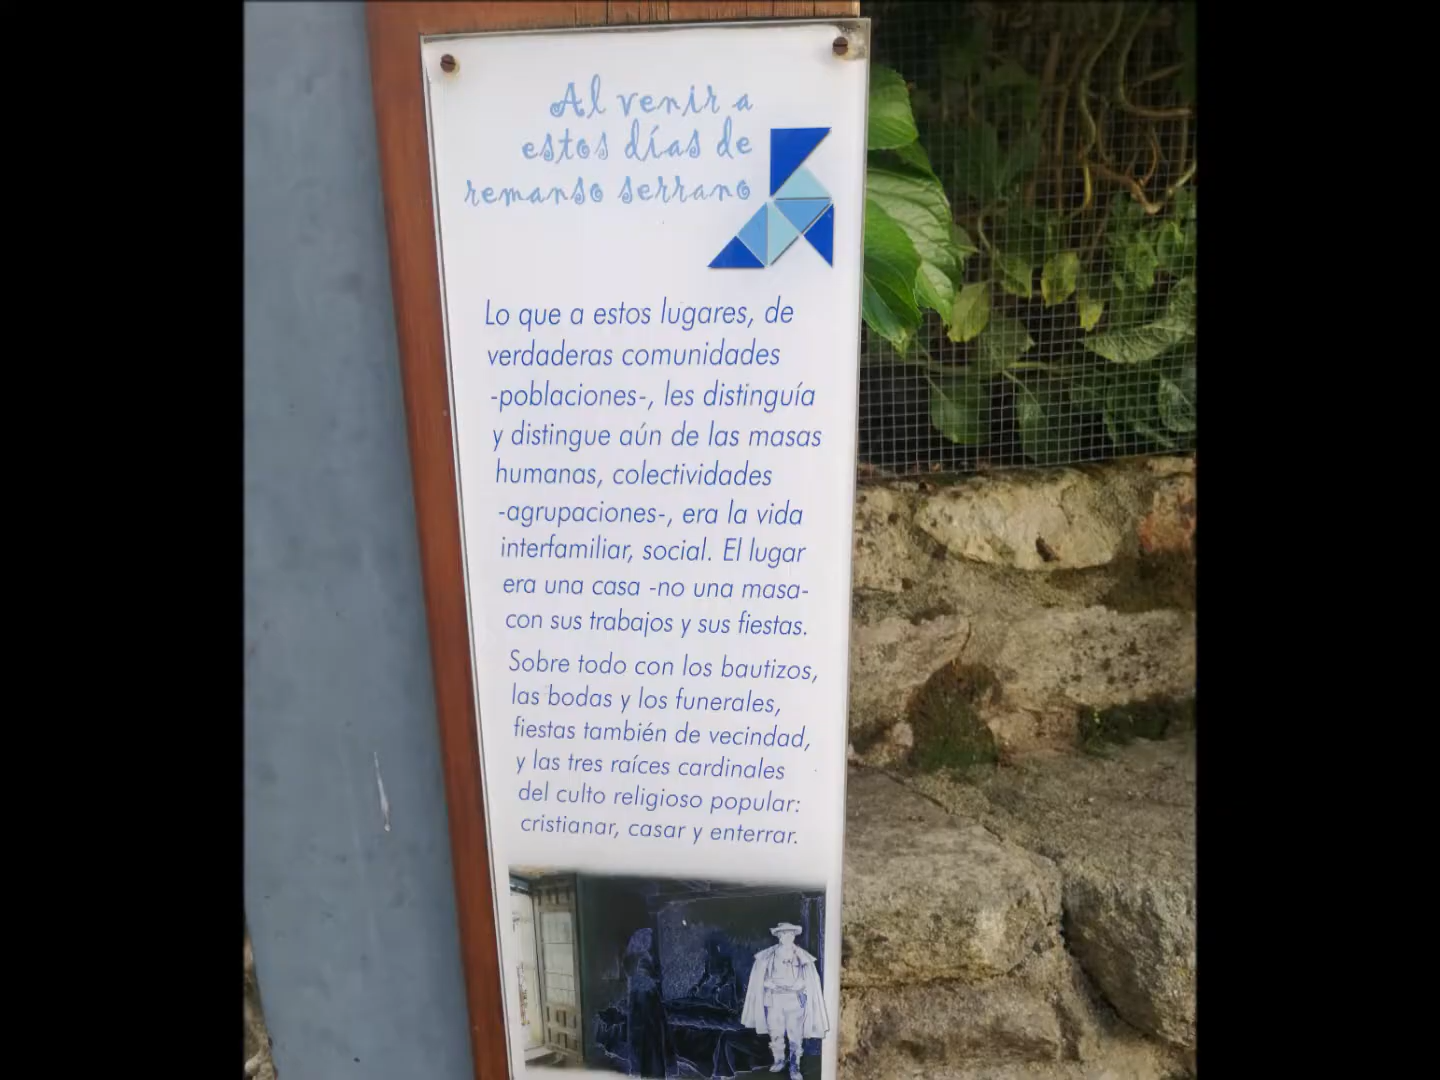 Al venir a
estos días de
remanso serrano
Lo que a estos lugares, de
verdaderas comunidades
-poblaciones-, les distinguía
y distingue aún de las masas
humanas, colectividades
-agrupaciones-, era la vida
interfamiliar, social. El lugar
era una casa -no una masa-
con sus trabajos y sus fiestas.
Sobre todo con los bautizos,
las bodas y los funerales,
fiestas también de vecindad,
y las tres raíces cardinales
del culto religioso popular:
cristianar, casar y enterrar.